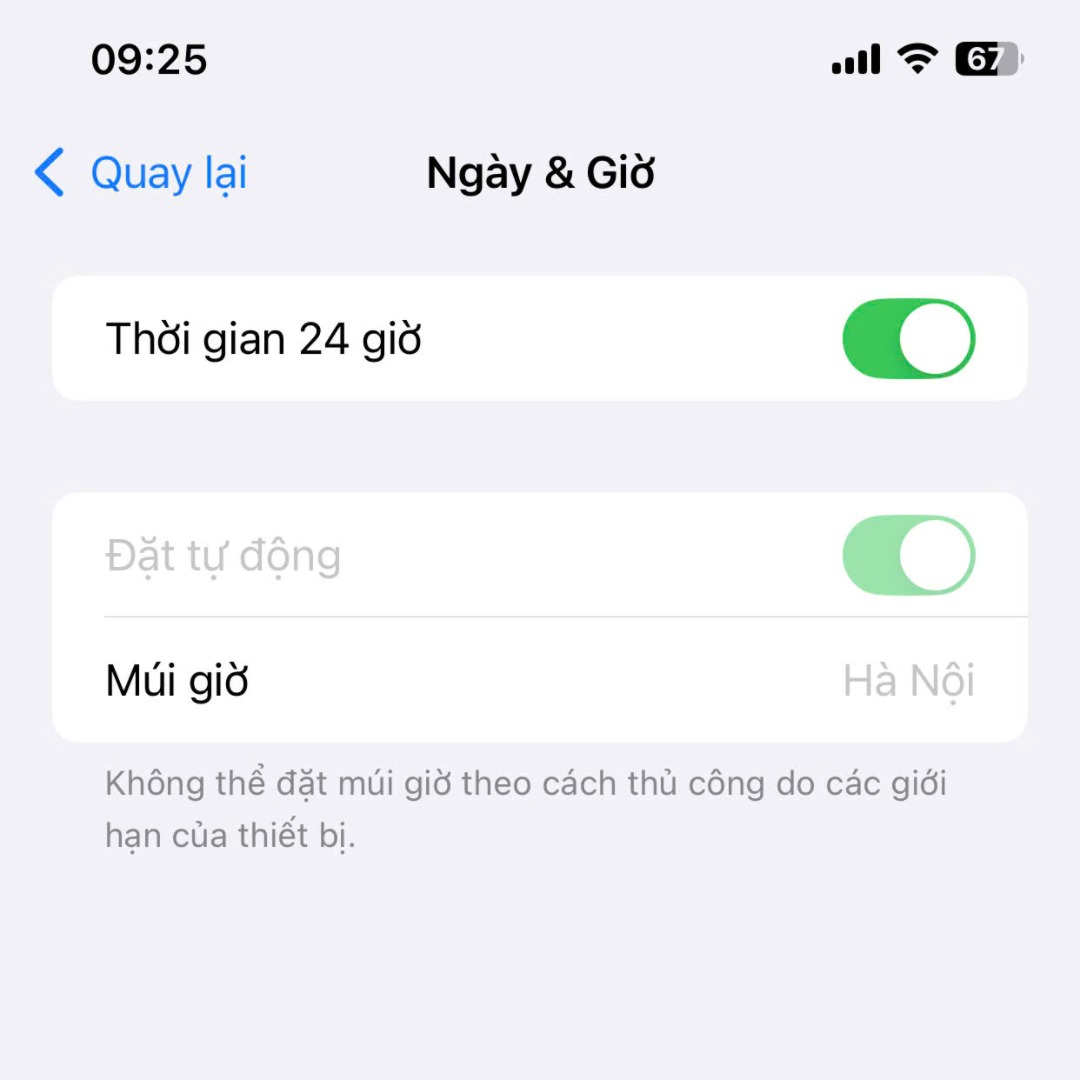 09:25
67
Quay lại
Ngày & Giờ
Thời gian 24 giờ
Đặt tự động
Múi giờ
Hà Nội
Không thể đặt múi giờ theo cách thủ công do các giới
hạn của thiết bị.